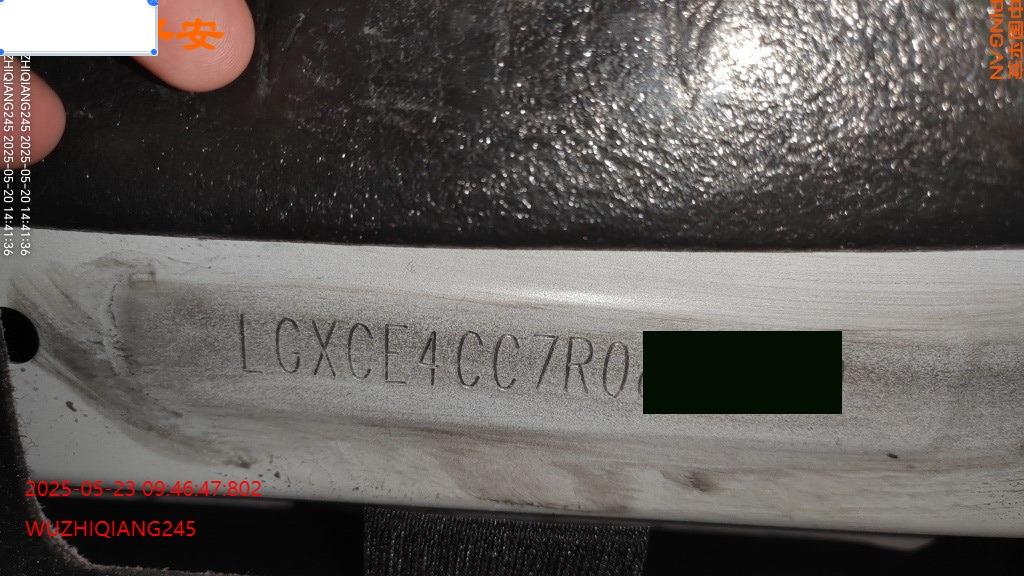 安
中国平安
PING AN
ZHIQIANG245 2025-05-20 14:41:36
ZHIQIANG245 2025-05-20 14:41:36
LGXCE4CC7R0
2025-05-23 09:46:47:802
WUZHIQIANG245